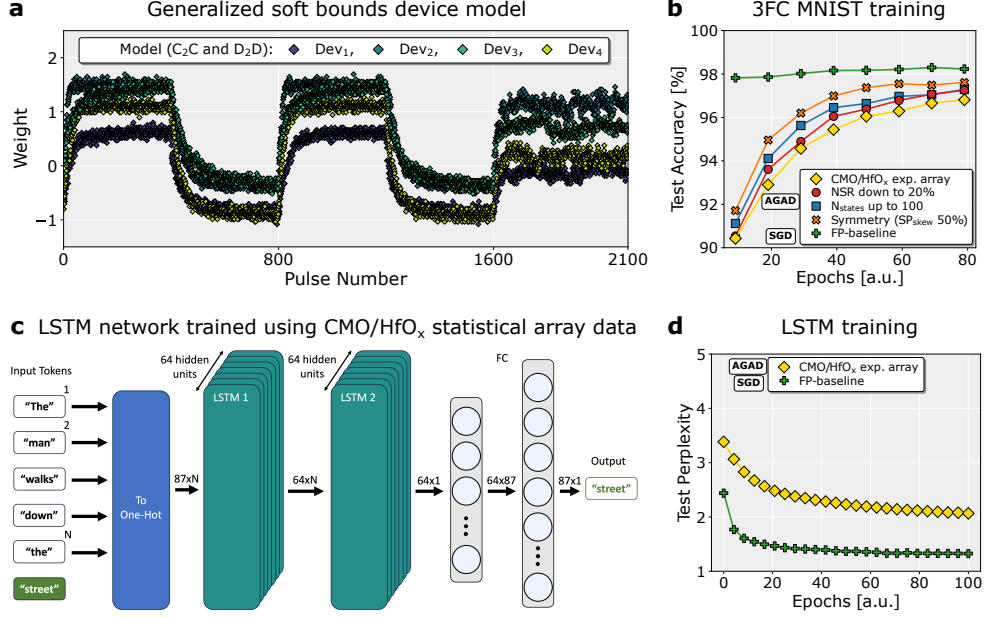 a Generalized soft bounds device model
Model (C₂C and D₂D): Dev₁, Dev₂, Dev₃, Dev₄
Weight
2
1
0
−1
0 800 1600 2100
Pulse Number
b 3FC MNIST training
Test Accuracy [%]
100
98
96
94
92
90
AGAD
SGD
CMO/HfOₓ exp. array
NSR down to 20%
N_states up to 100
Symmetry (SP_skew 50%)
FP-baseline
0 20 40 60 80
Epochs [a.u.]
c LSTM network trained using CMO/HfOₓ statistical array data
Input Tokens
1
"The"
2
"man"
"walks"
"down"
N
"the"
"street"
To
One-Hot
87xN
64 hidden
units
LSTM 1
64xN
64 hidden
units
LSTM 2
64x1
64x87
FC
87x1
Output
"street"
d LSTM training
Test Perplexity
5
4
3
2
1
AGAD
SGD
CMO/HfOₓ exp. array
FP-baseline
0 20 40 60 80 100
Epochs [a.u.]